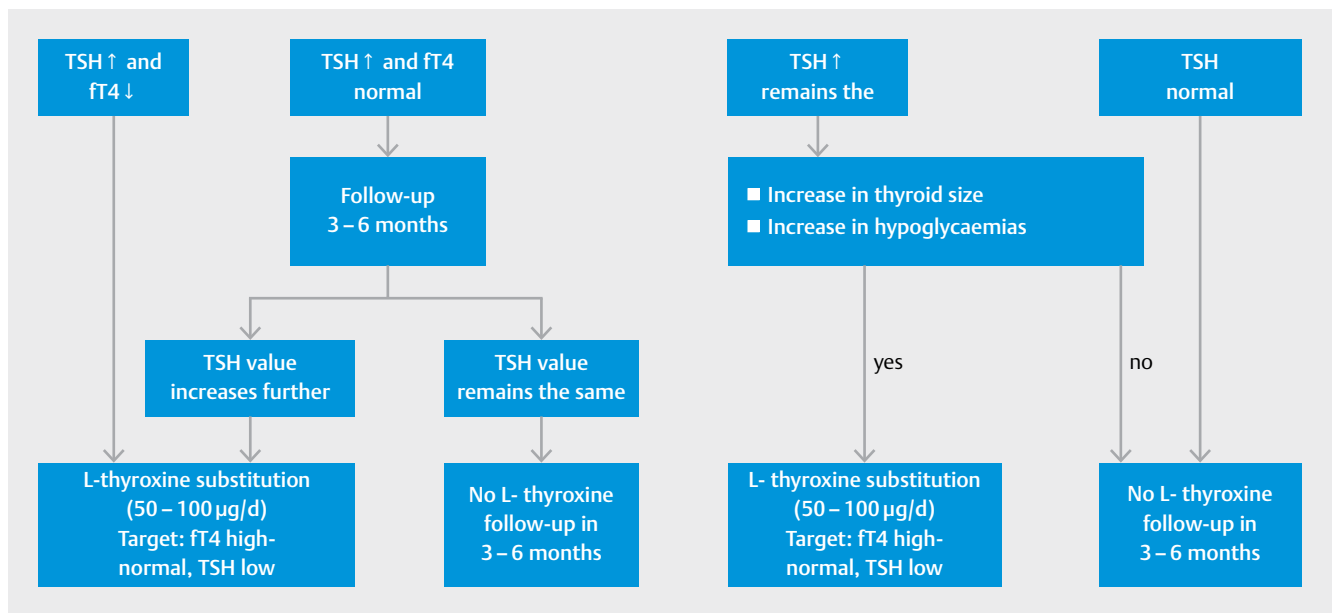 TSH ↑ and
fT4 ↓
TSH ↑ and fT4
normal
Follow-up
3 – 6 months
TSH value
increases further
TSH value
remains the same
L-thyroxine substitution
(50 – 100 µg/d)
Target: fT4 high-
normal, TSH low
No L- thyroxine
follow-up in
3 – 6 months
TSH ↑
remains the
TSH
normal
■ Increase in thyroid size
■ Increase in hypoglycaemias
yes
no
L- thyroxine substitution
(50 – 100 µg/d)
Target: fT4 high-
normal, TSH low
No L- thyroxine
follow-up in
3 – 6 months